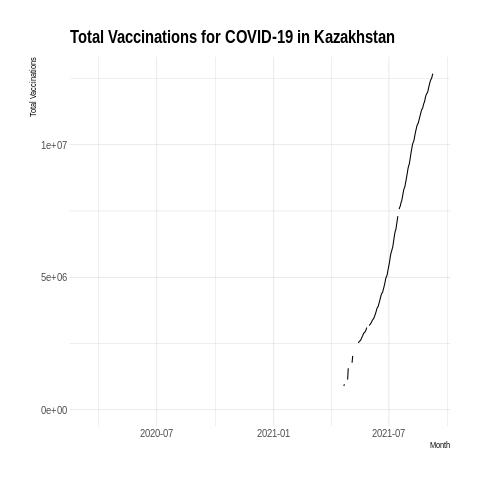 Total Vaccinations for COVID-19 in Kazakhstan
Total Vaccinations
1e+07
5e+06
0e+00
2020-07
2021-01
2021-07
Month